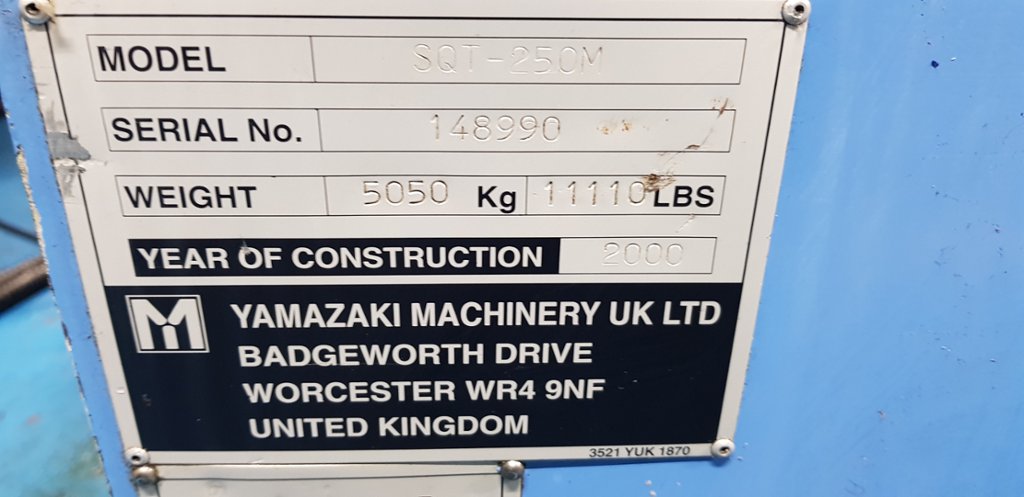 MODEL SQT-250M
SERIAL No. 148990
WEIGHT 5050 Kg 11110 LBS
YEAR OF CONSTRUCTION 2000
YAMAZAKI MACHINERY UK LTD
BADGEWORTH DRIVE
WORCESTER WR4 9NF
UNITED KINGDOM
3521 YUK 1870